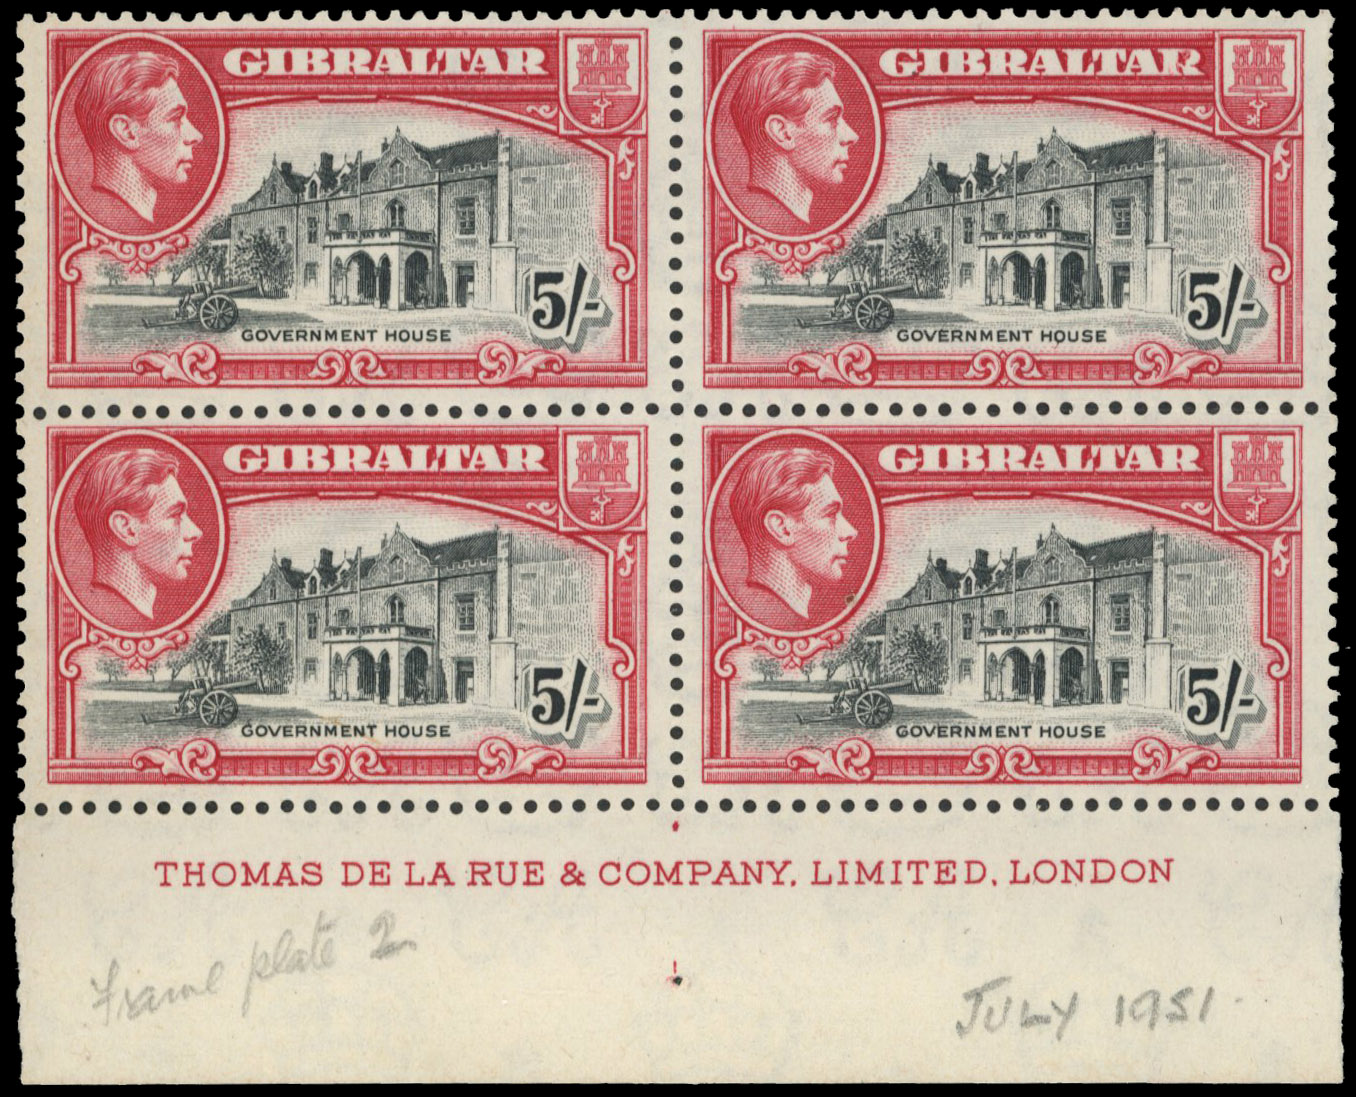 GIBRALTAR
GOVERNMENT HOUSE
5/-
GIBRALTAR
GOVERNMENT HOUSE
5/-
GIBRALTAR
GOVERNMENT HOUSE
5/-
GIBRALTAR
GOVERNMENT HOUSE
5/-
THOMAS DE LA RUE & COMPANY, LIMITED, LONDON
Frame plate 2
JULY 1951